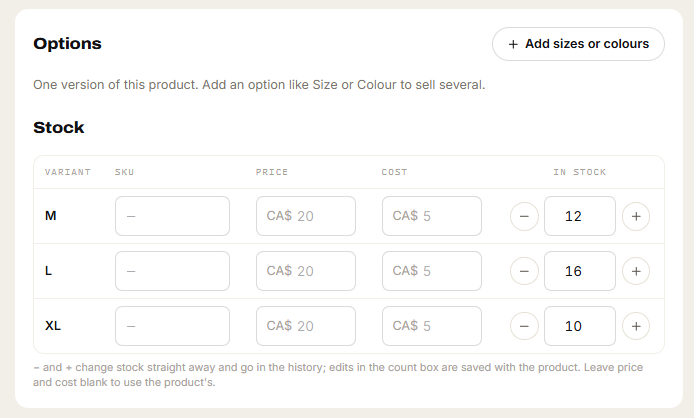 Options
+ Add sizes or colours
One version of this product. Add an option like Size or Colour to sell several.
Stock
VARIANT SKU PRICE COST IN STOCK
M – CA$ 20 CA$ 5 − 12 +
L – CA$ 20 CA$ 5 − 16 +
XL – CA$ 20 CA$ 5 − 10 +
− and + change stock straight away and go in the history; edits in the count box are saved with the product. Leave price
and cost blank to use the product's.